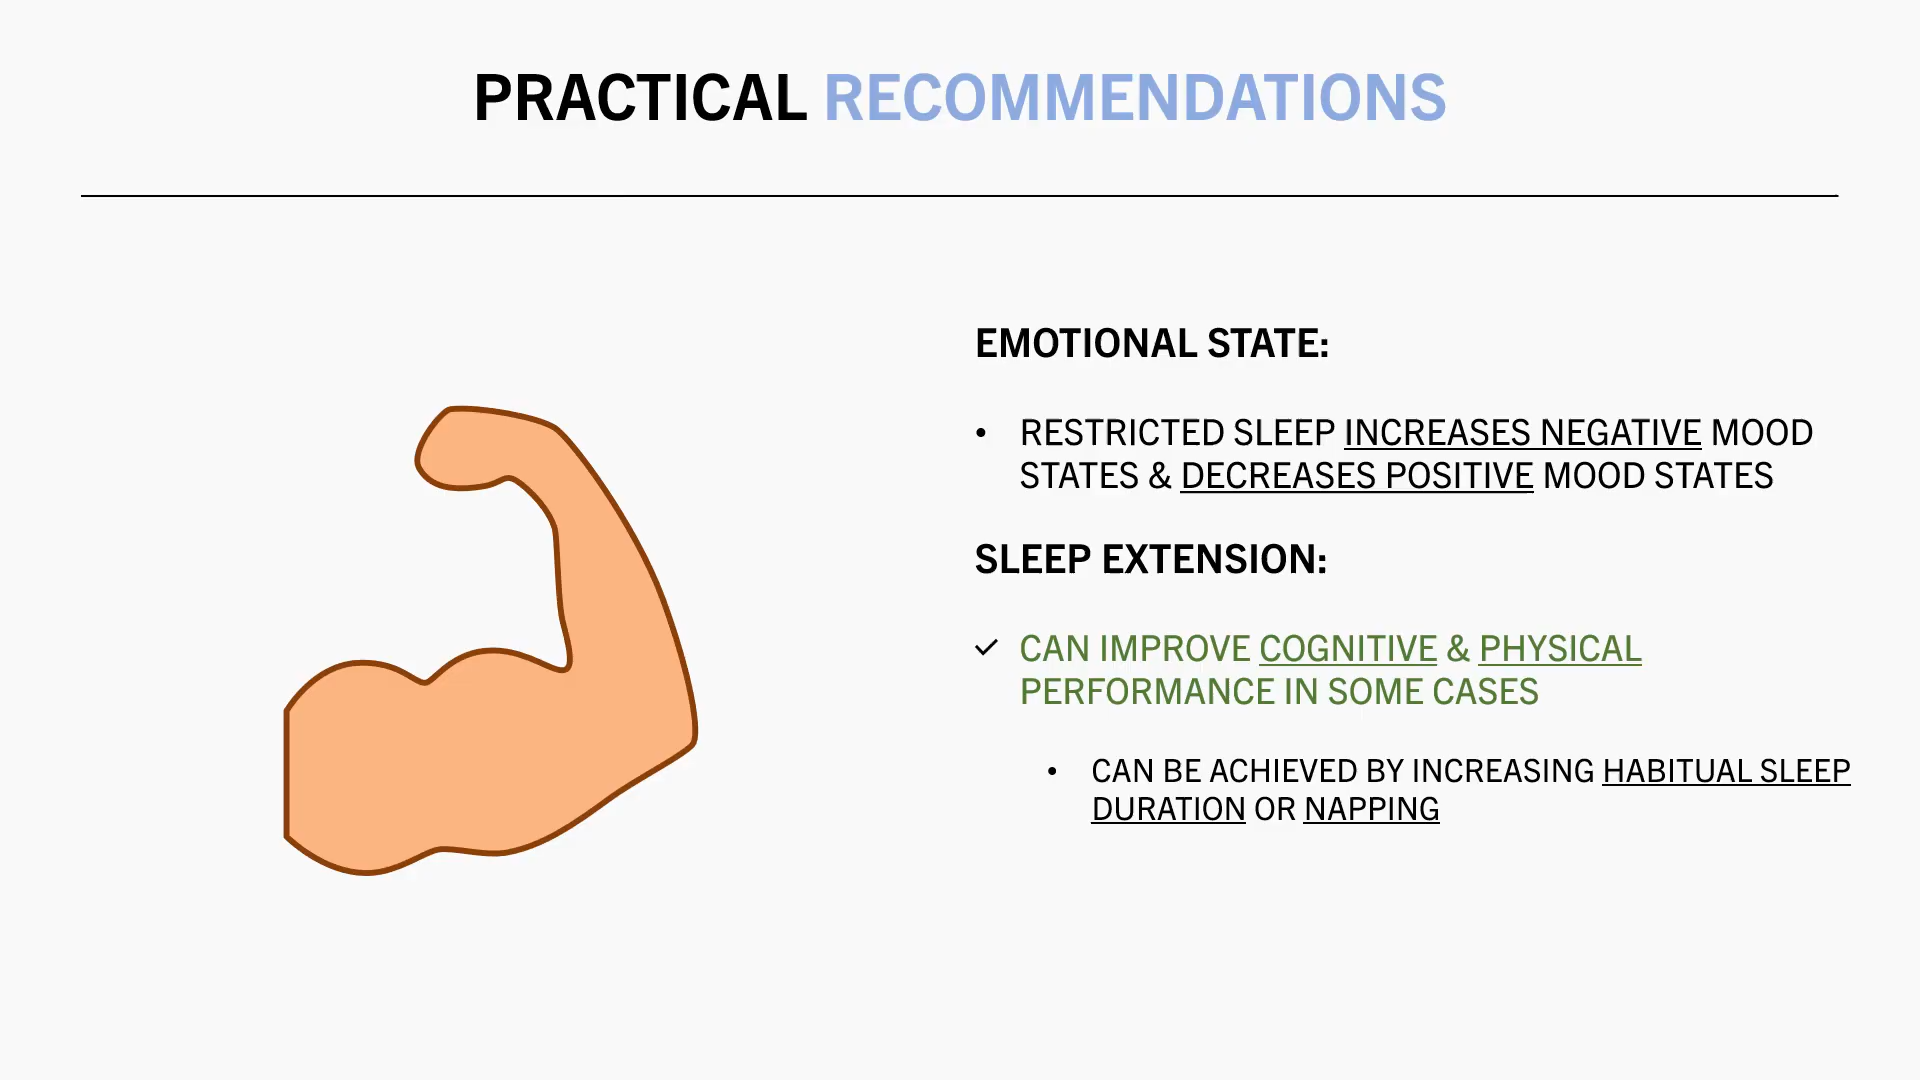 PRACTICAL RECOMMENDATIONS
EMOTIONAL STATE:
• RESTRICTED SLEEP INCREASES NEGATIVE MOOD
STATES & DECREASES POSITIVE MOOD STATES
SLEEP EXTENSION:
✓ CAN IMPROVE COGNITIVE & PHYSICAL
PERFORMANCE IN SOME CASES
• CAN BE ACHIEVED BY INCREASING HABITUAL SLEEP
DURATION OR NAPPING